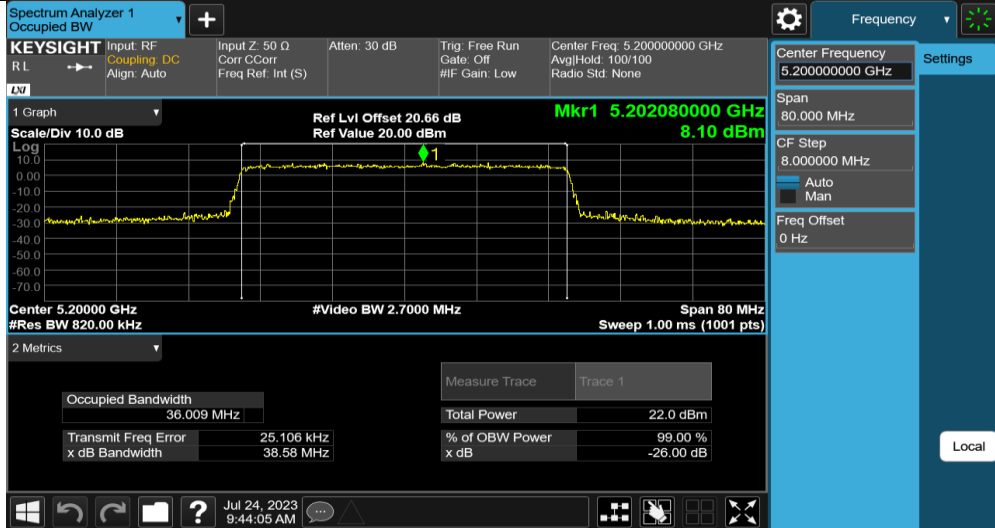 Spectrum Analyzer 1
Occupied BW
+
Frequency
KEYSIGHT
RL
LXI
Input: RF
Coupling: DC
Align: Auto
Input Z: 50 Ω
Corr CCorr
Freq Ref: Int (S)
Atten: 30 dB
Trig: Free Run
Gate: Off
#IF Gain: Low
Center Freq: 5.200000000 GHz
Avg|Hold: 100/100
Radio Std: None
Center Frequency
5.200000000 GHz
Settings
Span
80.000 MHz
CF Step
8.000000 MHz
Auto
Man
Freq Offset
0 Hz
Local
1 Graph
Scale/Div 10.0 dB
Ref Lvl Offset 20.66 dB
Ref Value 20.00 dBm
Mkr1 5.202080000 GHz
8.10 dBm
Log
10.0
0.00
-10.0
-20.0
-30.0
-40.0
-50.0
-60.0
-70.0
1
Center 5.20000 GHz
#Res BW 820.00 kHz
#Video BW 2.7000 MHz
Span 80 MHz
Sweep 1.00 ms (1001 pts)
2 Metrics
Measure Trace
Trace 1
Occupied Bandwidth
36.009 MHz
Total Power
22.0 dBm
Transmit Freq Error
25.106 kHz
% of OBW Power
99.00 %
x dB Bandwidth
38.58 MHz
x dB
-26.00 dB
?
Jul 24, 2023
9:44:05 AM